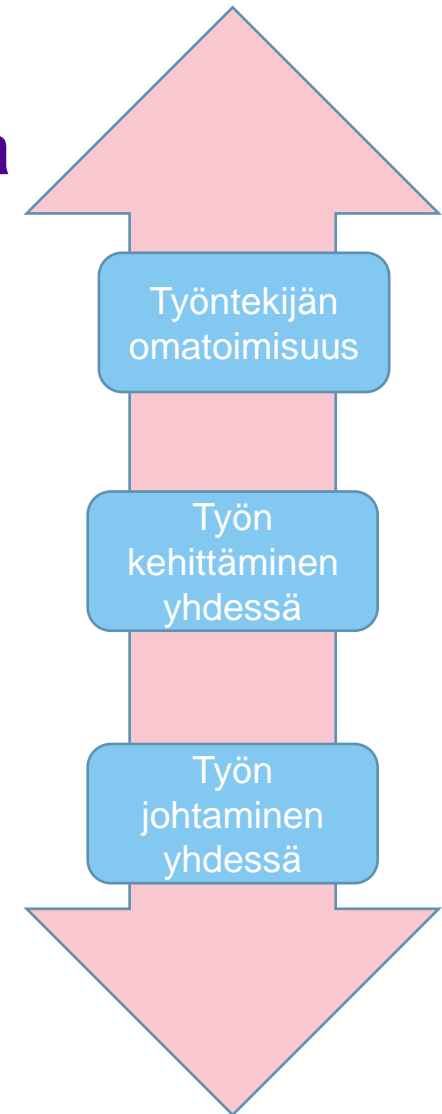 a
Työntekijän
omatoimisuus
Työn
kehittäminen
yhdessä
Työn
johtaminen
yhdessä